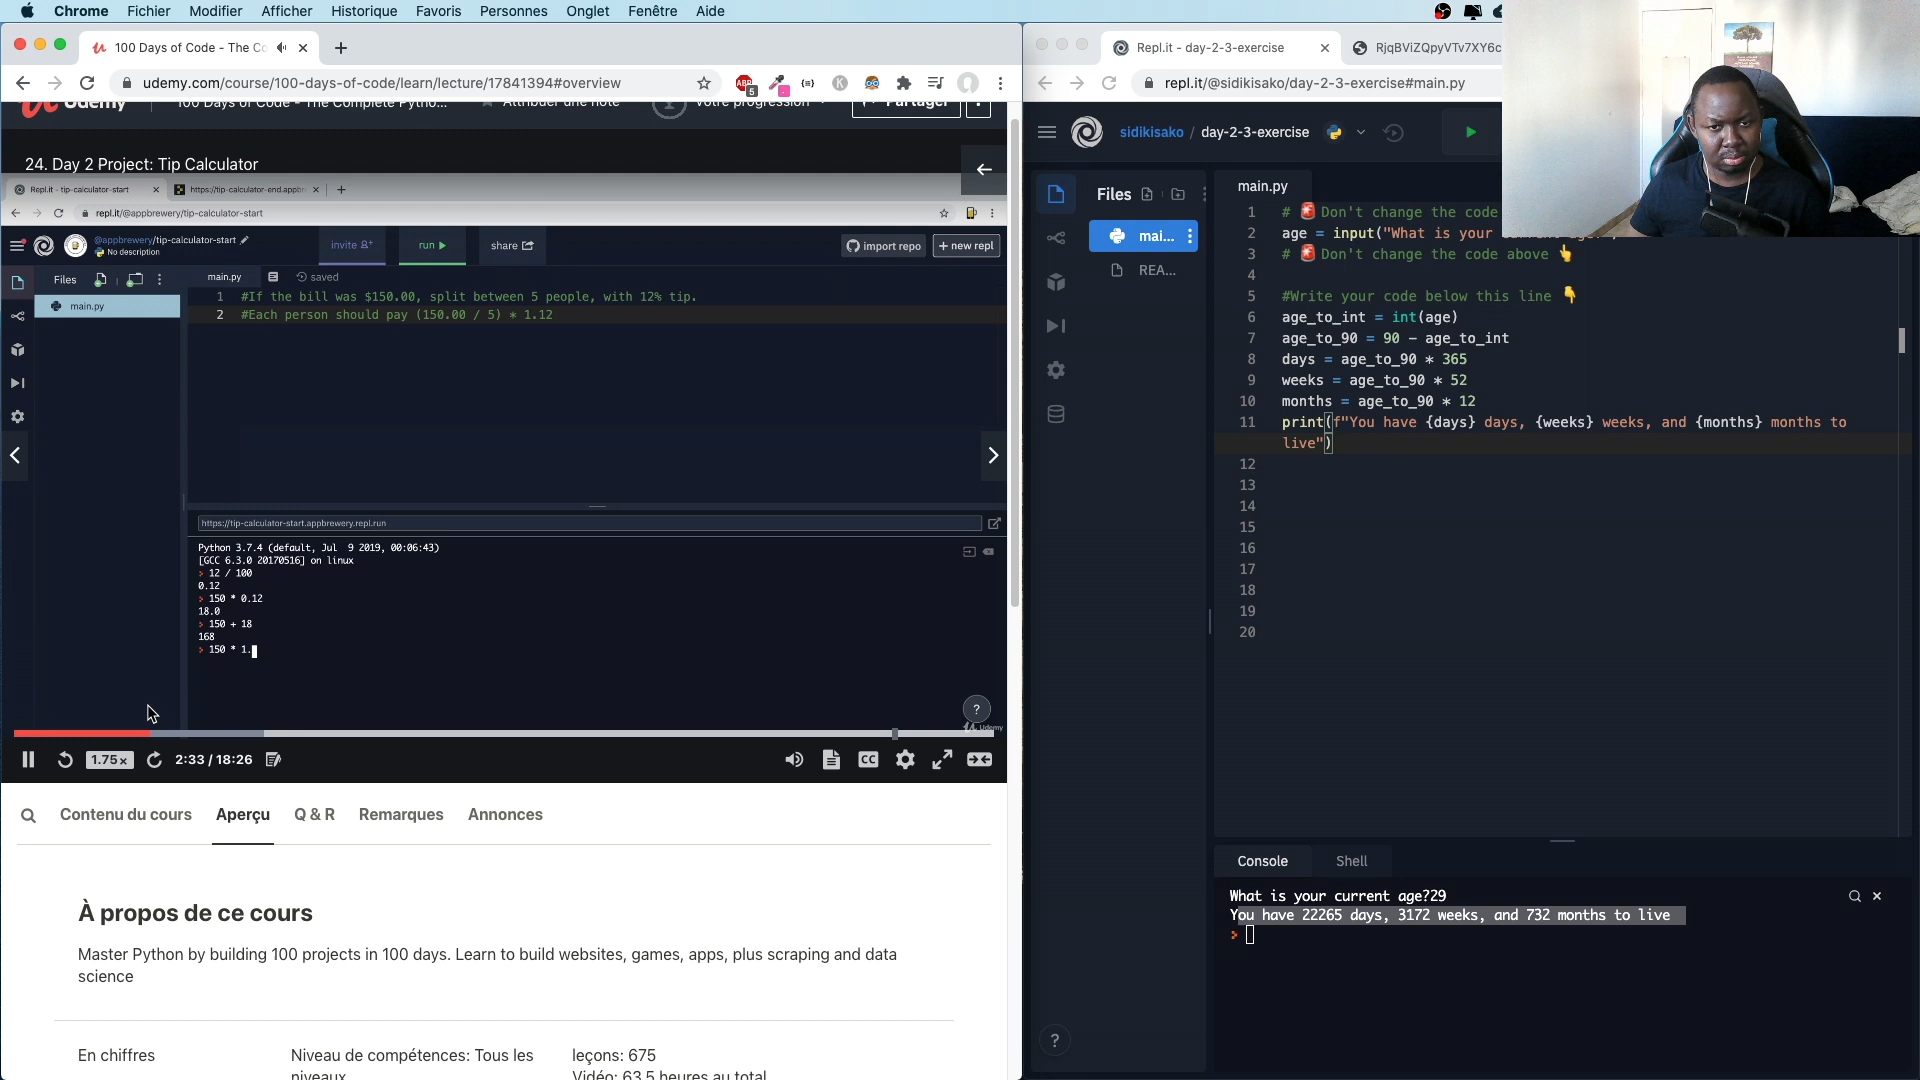 Chrome Fichier Modifier Afficher Historique Favoris Personnes Onglet Fenêtre Aide
100 Days of Code - The Co
udemy.com/course/100-days-of-code/learn/lecture/17841394#overview
Udemy 100 Days of Code - The Complete Pytho... Attribuer une note Votre progression Partager
24. Day 2 Project: Tip Calculator
Repl.it - tip-calculator-start https://tip-calculator-end.appbre
repl.it/@appbrewery/tip-calculator-start
@appbrewery/tip-calculator-start
No description
invite run share import repo + new repl
Files main.py saved
main.py
1 #If the bill was $150.00, split between 5 people, with 12% tip.
2 #Each person should pay (150.00 / 5) * 1.12
https://tip-calculator-start.appbrewery.repl.run
Python 3.7.4 (default, Jul 9 2019, 00:06:43)
[GCC 6.3.0 20170516] on linux
> 12 / 100
0.12
> 150 * 0.12
18.0
> 150 + 18
168
> 150 * 1.
?
Udemy
1.75x 2:33 / 18:26 CC
Contenu du cours Aperçu Q & R Remarques Annonces
À propos de ce cours
Master Python by building 100 projects in 100 days. Learn to build websites, games, apps, plus scraping and data
science
En chiffres Niveau de compétences: Tous les leçons: 675
niveaux Vidéo: 63.5 heures au total
Repl.it - day-2-3-exercise RjqBViZQpyVTv7XY6c
repl.it/@sidikisako/day-2-3-exercise#main.py
sidikisako / day-2-3-exercise
Files
mai...
REA...
main.py
1 # 🚨 Don't change the code
2 age = input("What is your
3 # 🚨 Don't change the code above 👆
4
5 #Write your code below this line 👇
6 age_to_int = int(age)
7 age_to_90 = 90 - age_to_int
8 days = age_to_90 * 365
9 weeks = age_to_90 * 52
10 months = age_to_90 * 12
11 print(f"You have {days} days, {weeks} weeks, and {months} months to
live")
12
13
14
15
16
17
18
19
20
Console Shell
What is your current age?29
You have 22265 days, 3172 weeks, and 732 months to live
>
?